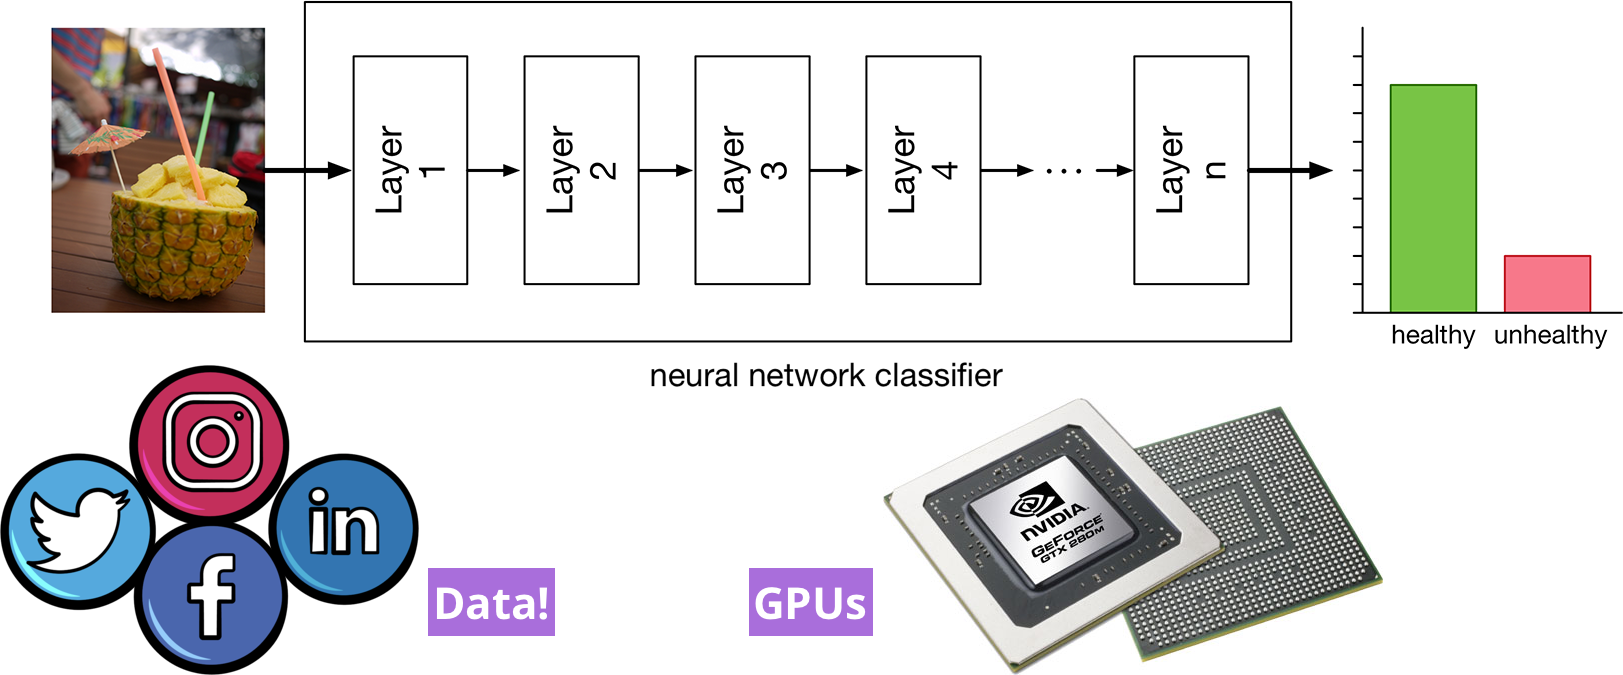 Layer
1
Layer
2
Layer
3
Layer
4
...
Layer
n
healthy unhealthy
neural network classifier
in
f
Data!
GPUs
NVIDIA
GEFORCE
GTX 280M